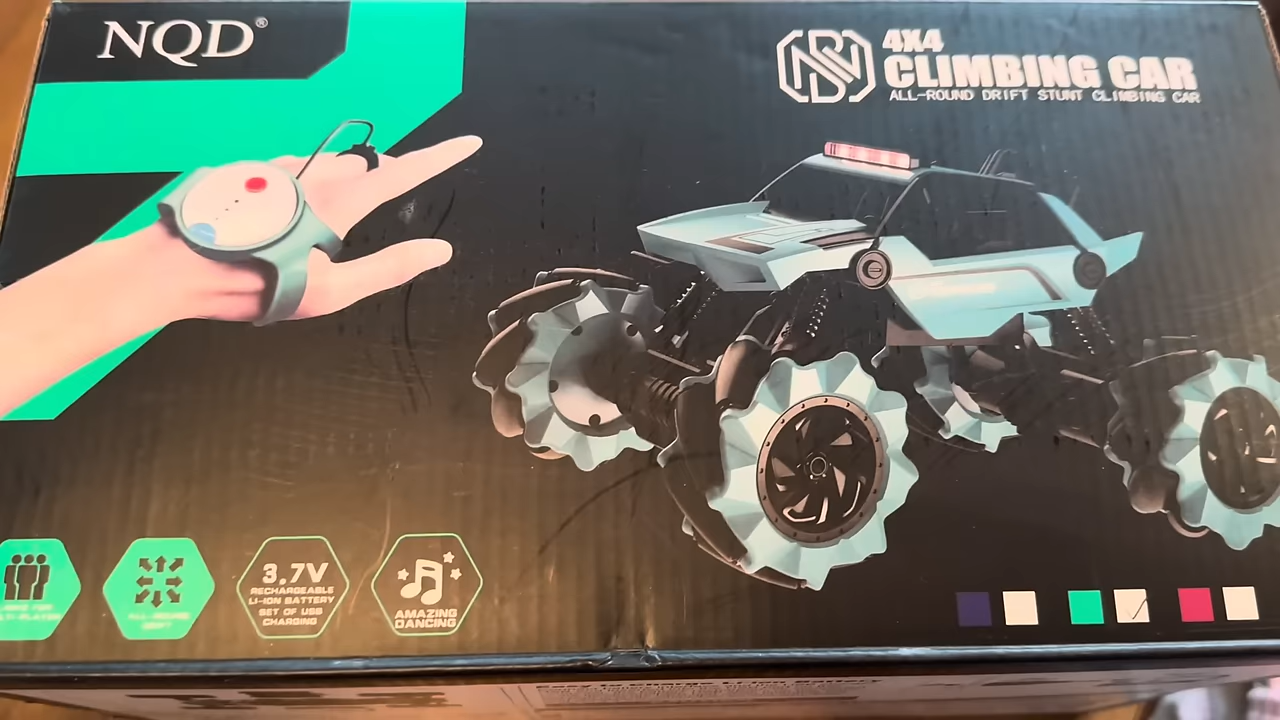 NQD®
4X4
CLIMBING CAR
ALL-ROUND DRIFT STUNT CLIMBING CAR
3.7V
RECHARGEABLE
LI-ION BATTERY
SET OF USB
CHARGING
AMAZING
DANCING